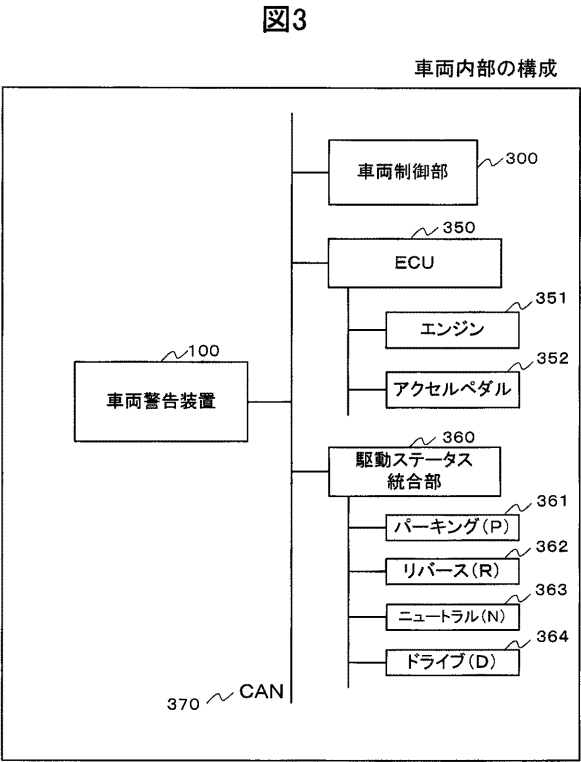 図3
車両内部の構成
車両制御部
300
350
ECU
351
エンジン
352
アクセルペダル
100
車両警告装置
360
駆動ステータス
統合部
361
パーキング(P)
362
リバース(R)
363
ニュートラル(N)
364
ドライブ(D)
370
CAN